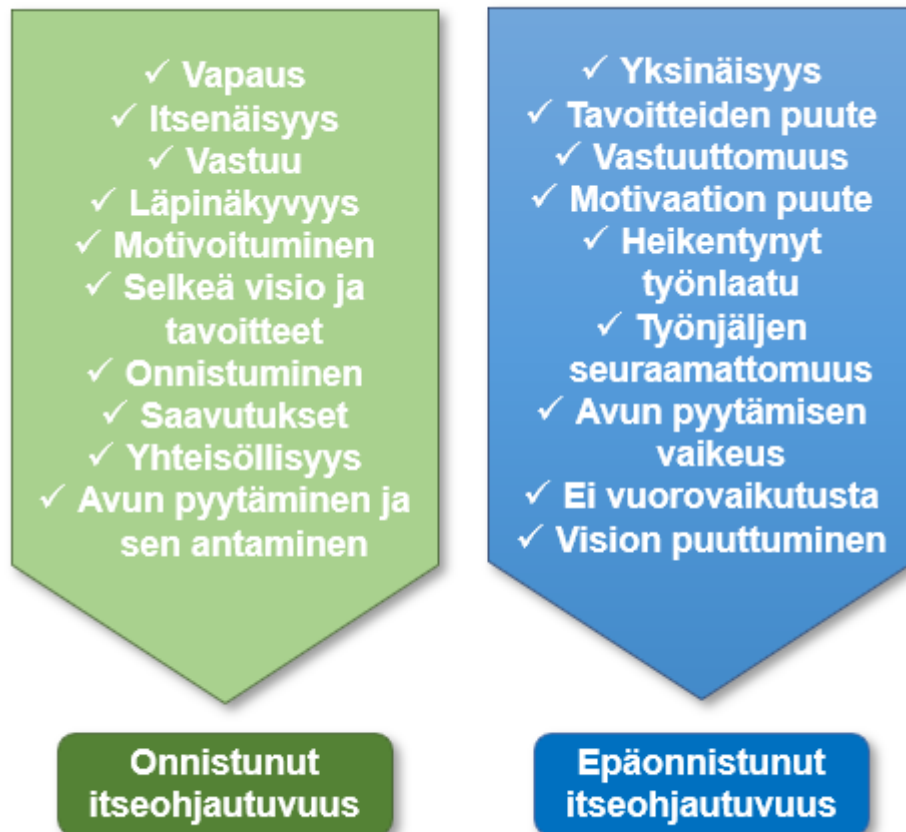 ✓ Vapaus
✓ Itsenäisyys
✓ Vastuu
✓ Läpinäkyvyys
✓ Motivoituminen
✓ Selkeä visio ja
tavoitteet
✓ Onnistuminen
✓ Saavutukset
✓ Yhteisöllisyys
✓ Avun pyytäminen ja
sen antaminen
Onnistunut
itseohjautuvuus
✓ Yksinäisyys
✓ Tavoitteiden puute
✓ Vastuuttomuus
✓ Motivaation puute
✓ Heikentynyt
työnlaatu
✓ Työnjäljen
seuraamattomuus
✓ Avun pyytämisen
vaikeus
✓ Ei vuorovaikutusta
✓ Vision puuttuminen
Epäonnistunut
itseohjautuvuus